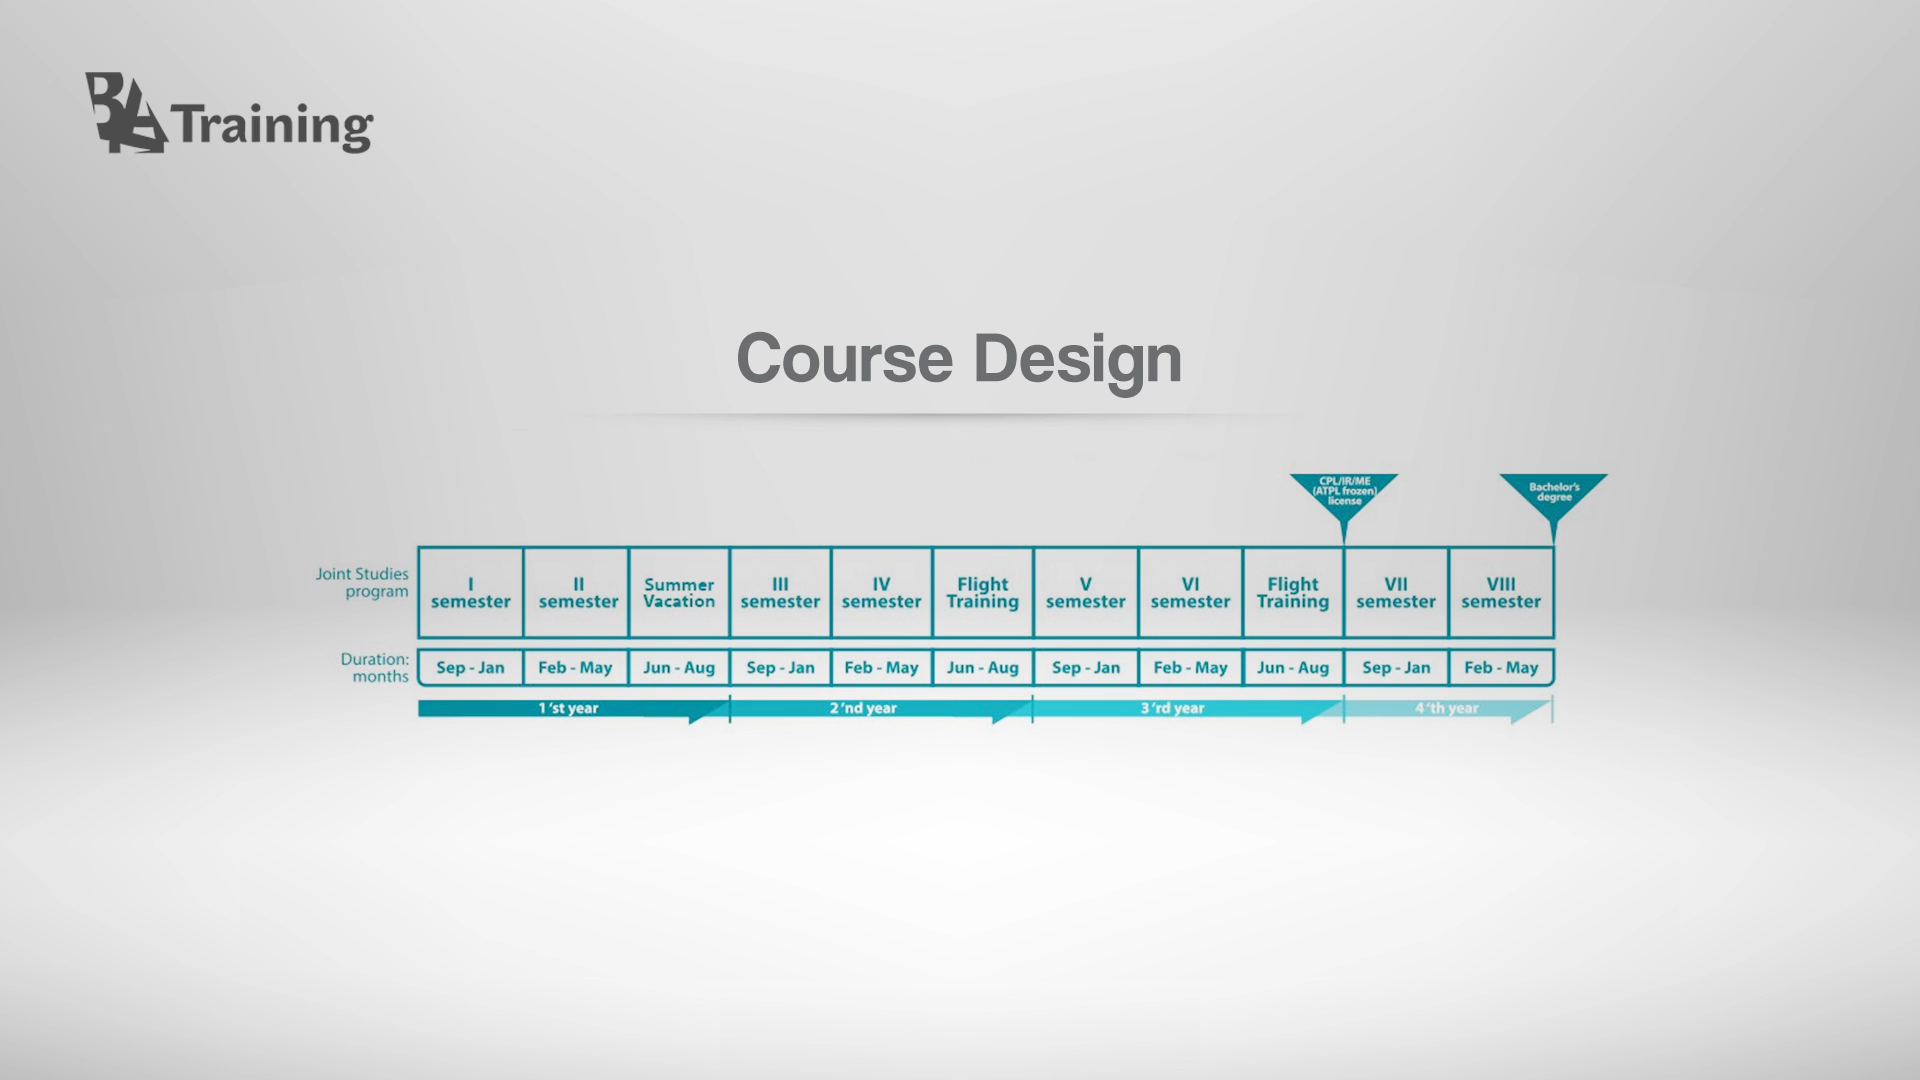 BA Training
Course Design
CPL/IR/ME
(ATPL frozen)
license
Bachelor's
degree
Joint Studies
program
I
semester
II
semester
Summer
Vacation
III
semester
IV
semester
Flight
Training
V
semester
VI
semester
Flight
Training
VII
semester
VIII
semester
Duration:
months
Sep - Jan
Feb - May
Jun - Aug
Sep - Jan
Feb - May
Jun - Aug
Sep - Jan
Feb - May
Jun - Aug
Sep - Jan
Feb - May
1 ‘st year
2 ‘nd year
3 ‘rd year
4 ‘th year